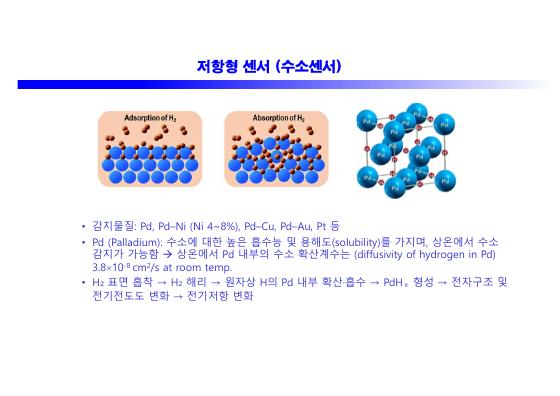 저항형 센서 (수소센서)
Adsorption of H₂
Absorption of H₂
• 감지물질: Pd, Pd–Ni (Ni 4~8%), Pd–Cu, Pd–Au, Pt 등
• Pd (Palladium): 수소에 대한 높은 흡수능 및 용해도(solubility)를 가지며, 상온에서 수소
감지가 가능함 → 상온에서 Pd 내부의 수소 확산계수는 (diffusivity of hydrogen in Pd)
3.8×10⁻⁸ cm²/s at room temp.
• H₂ 표면 흡착 → H₂ 해리 → 원자상 H의 Pd 내부 확산·흡수 → PdHₓ 형성 → 전자구조 및
전기전도도 변화 → 전기저항 변화